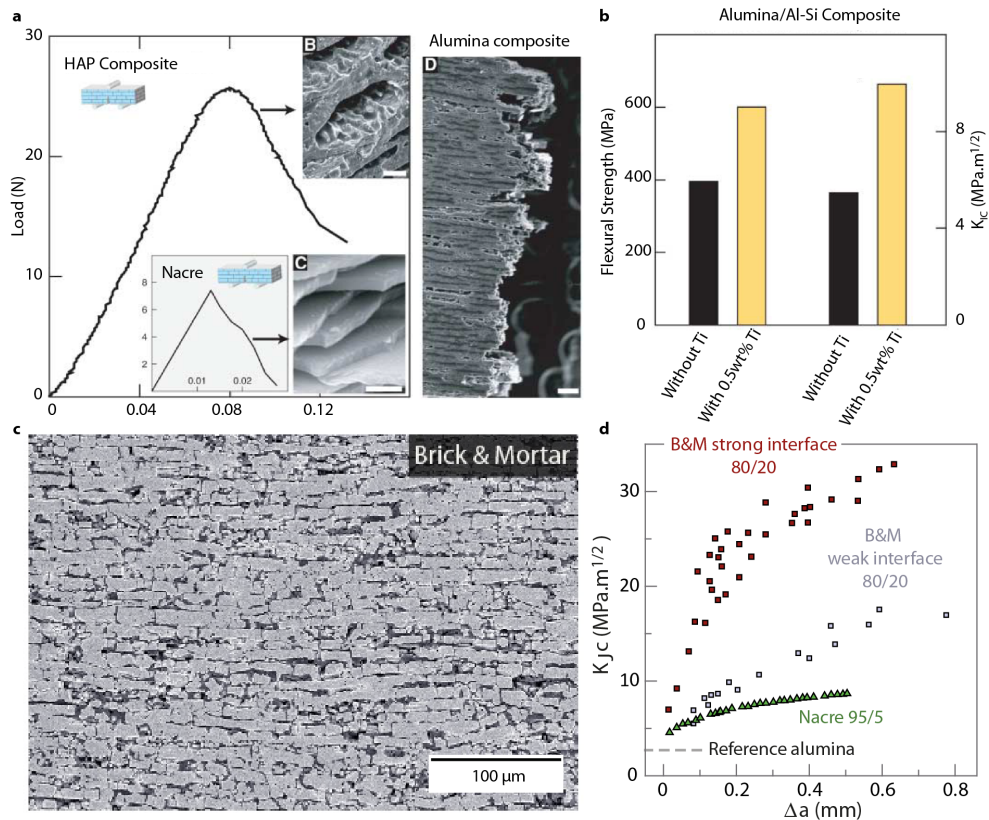 a
30
20
10
0
Load (N)
HAP Composite
B
Nacre
8
6
4
2
0.01
0.02
C
0
0.04
0.08
0.12
Alumina composite
D
b
Alumina/Al-Si Composite
Flexural Strength (MPa)
600
400
200
0
8
4
0
KIC (MPa.m1/2)
Without Ti
With 0.5wt% Ti
Without Ti
With 0.5wt% Ti
c
Brick & Mortar
100 µm
d
B&M strong interface
80/20
B&M
weak interface
80/20
Nacre 95/5
Reference alumina
KJc (MPa.m1/2)
30
20
10
0
0
0.2
0.4
0.6
0.8
Δa (mm)